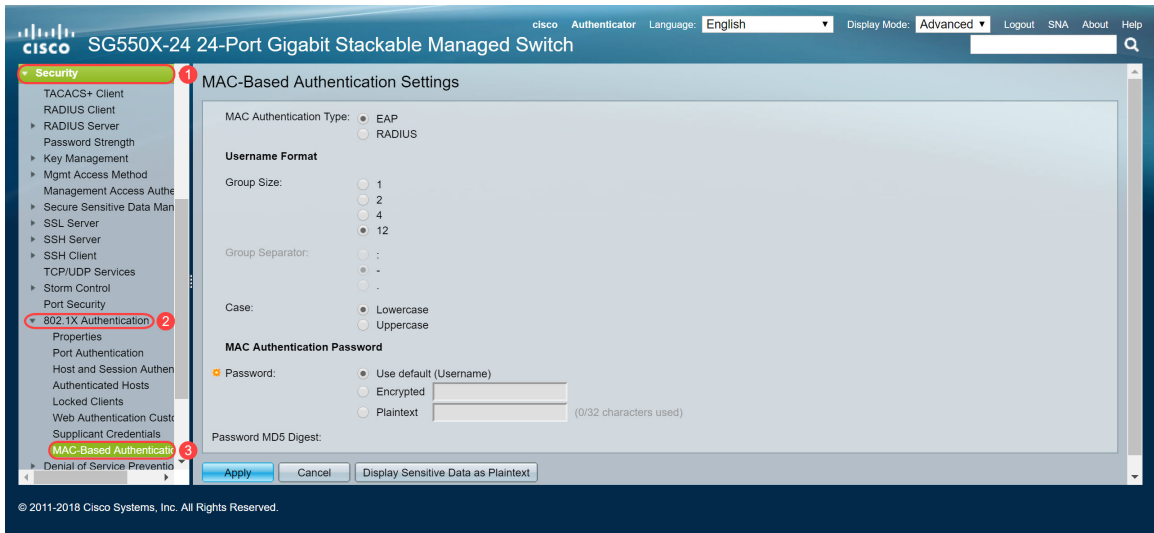 cisco Authenticator Language: English Display Mode: Advanced Logout SNA About Help
CISCO SG550X-24 24-Port Gigabit Stackable Managed Switch
Security 1
TACACS+ Client
RADIUS Client
RADIUS Server
Password Strength
Key Management
Mgmt Access Method
Management Access Authe
Secure Sensitive Data Man
SSL Server
SSH Server
SSH Client
TCP/UDP Services
Storm Control
Port Security
802.1X Authentication 2
Properties
Port Authentication
Host and Session Authen
Authenticated Hosts
Locked Clients
Web Authentication Custo
Supplicant Credentials
MAC-Based Authenticatio 3
Denial of Service Preventio
MAC-Based Authentication Settings
MAC Authentication Type: EAP
RADIUS
Username Format
Group Size: 1
2
4
12
Group Separator: :
-
.
Case: Lowercase
Uppercase
MAC Authentication Password
Password: Use default (Username)
Encrypted
Plaintext (0/32 characters used)
Password MD5 Digest:
Apply Cancel Display Sensitive Data as Plaintext
© 2011-2018 Cisco Systems, Inc. All Rights Reserved.